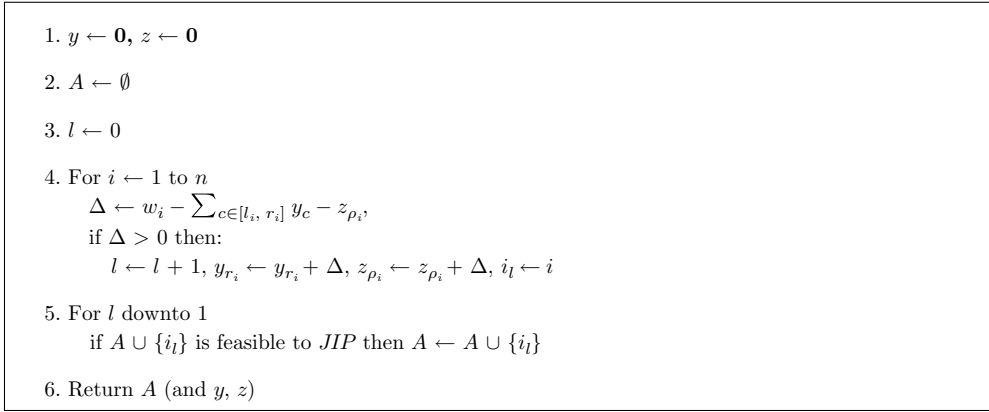 1. y ← 0, z ← 0
2. A ← ∅
3. l ← 0
4. For i ← 1 to n
Δ ← w_i − ∑_{c∈[l_i, r_i]} y_c − z_{ρ_i},
if Δ > 0 then:
l ← l + 1, y_{r_i} ← y_{r_i} + Δ, z_{ρ_i} ← z_{ρ_i} + Δ, i_l ← i
5. For l downto 1
if A ∪ {i_l} is feasible to JIP then A ← A ∪ {i_l}
6. Return A (and y, z)